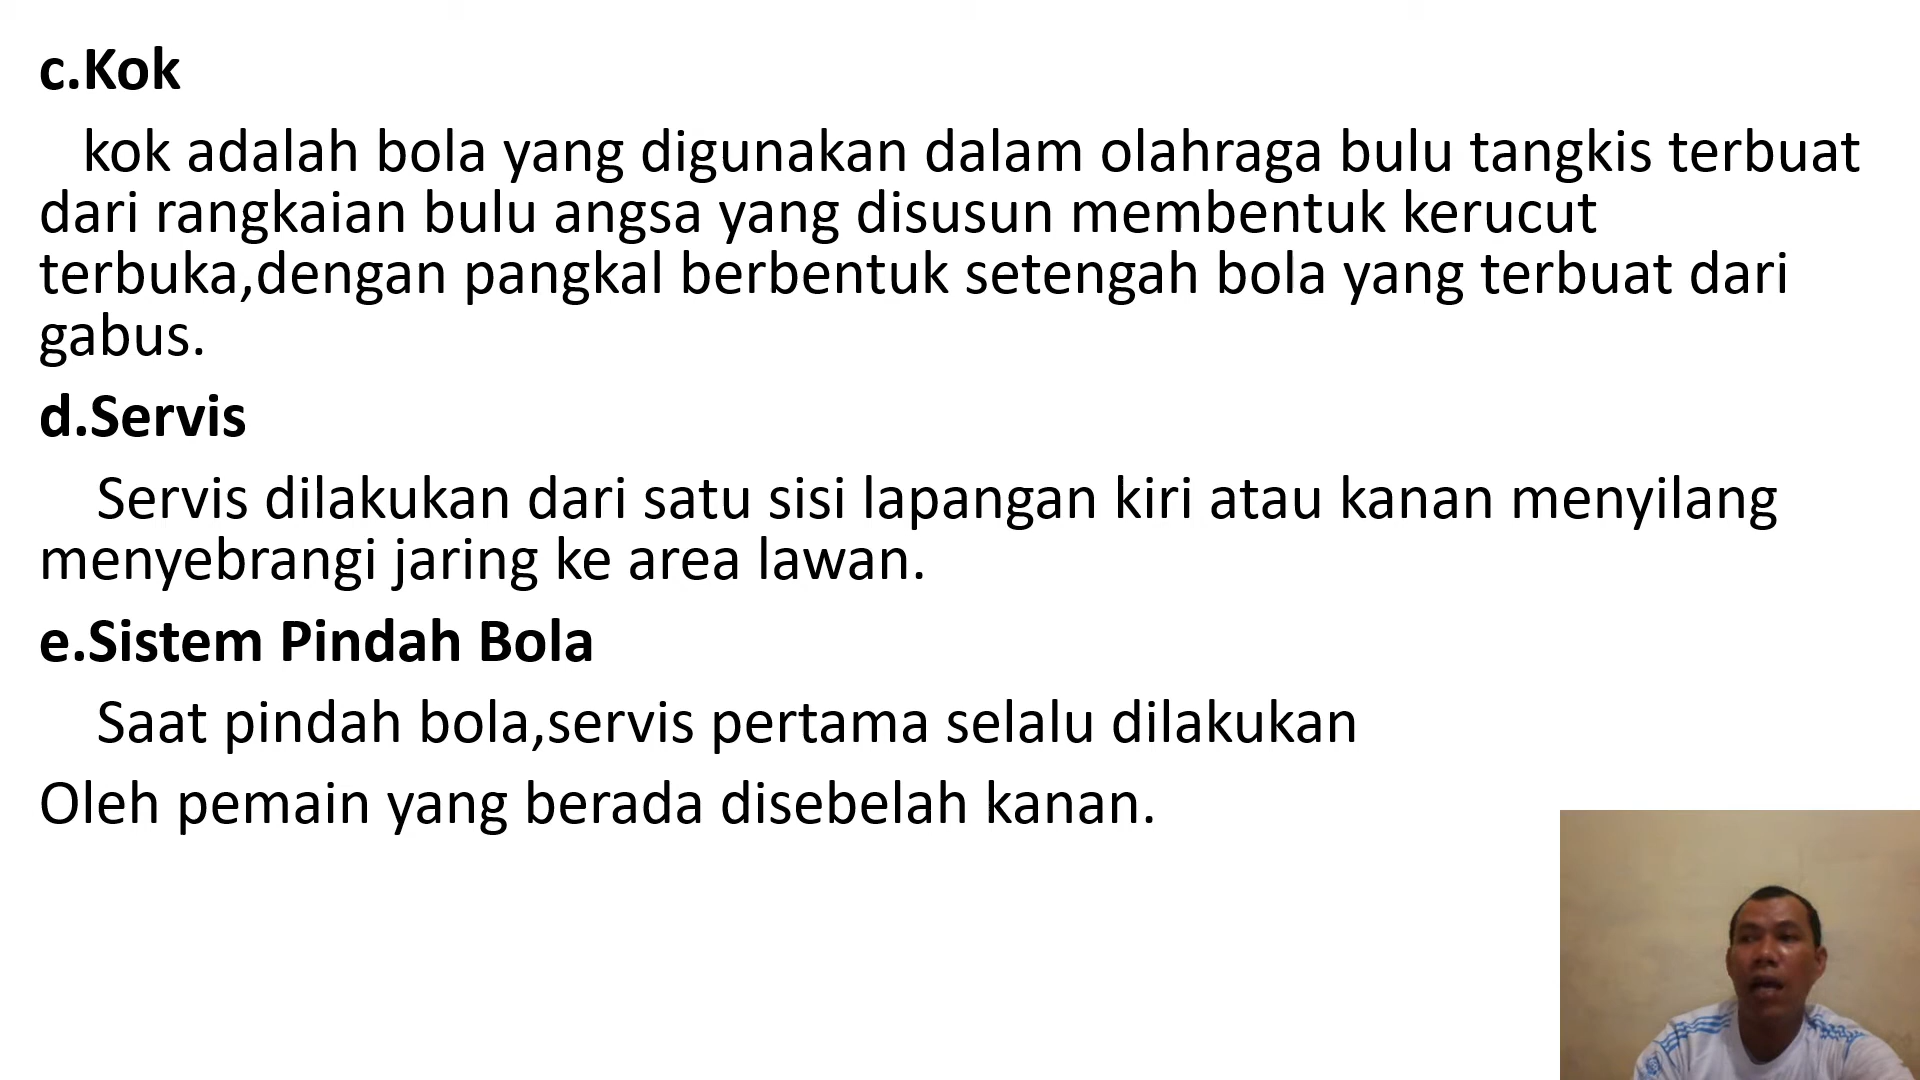 c.Kok
kok adalah bola yang digunakan dalam olahraga bulu tangkis terbuat
dari rangkaian bulu angsa yang disusun membentuk kerucut
terbuka,dengan pangkal berbentuk setengah bola yang terbuat dari
gabus.
d.Servis
Servis dilakukan dari satu sisi lapangan kiri atau kanan menyilang
menyebrangi jaring ke area lawan.
e.Sistem Pindah Bola
Saat pindah bola,servis pertama selalu dilakukan
Oleh pemain yang berada disebelah kanan.